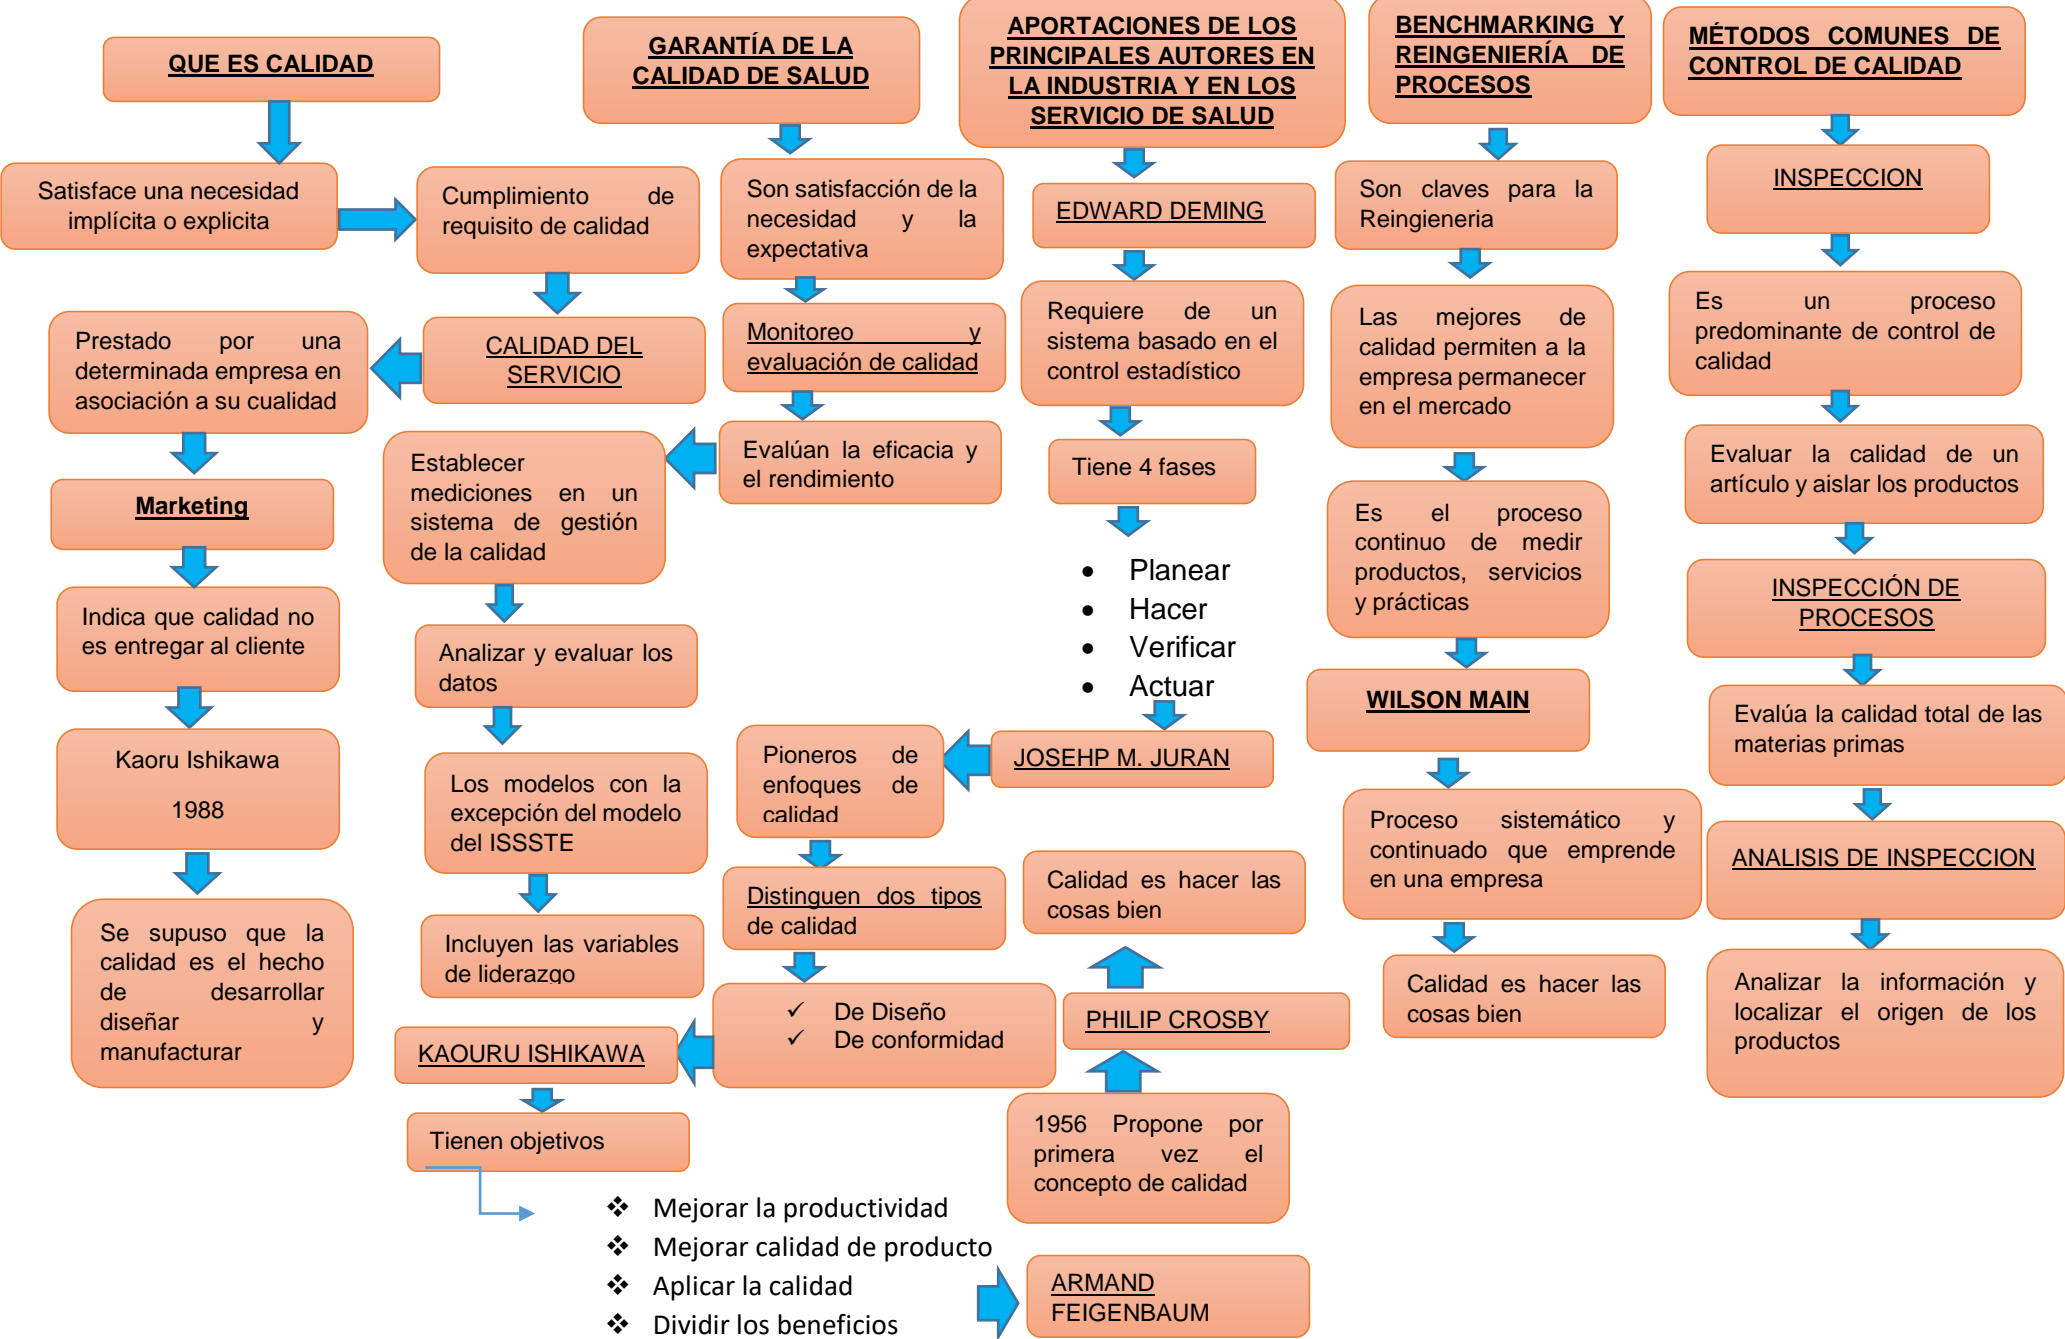 QUE ES CALIDAD
Satisface una necesidad
implícita o explicita
Cumplimiento de
requisito de calidad
CALIDAD DEL
SERVICIO
Prestado por una
determinada empresa en
asociación a su cualidad
Marketing
Indica que calidad no
es entregar al cliente
Kaoru Ishikawa
1988
Se supuso que la
calidad es el hecho
de desarrollar
diseñar y
manufacturar
GARANTÍA DE LA
CALIDAD DE SALUD
Son satisfacción de la
necesidad y la
expectativa
Monitoreo y
evaluación de calidad
Evalúan la eficacia y
el rendimiento
Establecer
mediciones en un
sistema de gestión
de la calidad
Analizar y evaluar los
datos
Los modelos con la
excepción del modelo
del ISSSTE
Incluyen las variables
de liderazgo
APORTACIONES DE LOS
PRINCIPALES AUTORES EN
LA INDUSTRIA Y EN LOS
SERVICIO DE SALUD
EDWARD DEMING
Requiere de un
sistema basado en el
control estadístico
Tiene 4 fases
• Planear
• Hacer
• Verificar
• Actuar
JOSEHP M. JURAN
Pioneros de
enfoques de
calidad
Distinguen dos tipos
de calidad
✓ De Diseño
✓ De conformidad
KAOURU ISHIKAWA
Tienen objetivos
❖ Mejorar la productividad
❖ Mejorar calidad de producto
❖ Aplicar la calidad
❖ Dividir los beneficios
ARMAND
FEIGENBAUM
1956 Propone por
primera vez el
concepto de calidad
PHILIP CROSBY
Calidad es hacer las
cosas bien
BENCHMARKING Y
REINGENIERÍA DE
PROCESOS
Son claves para la
Reingieneria
Las mejores de
calidad permiten a la
empresa permanecer
en el mercado
Es el proceso
continuo de medir
productos, servicios
y prácticas
WILSON MAIN
Proceso sistemático y
continuado que emprende
en una empresa
Calidad es hacer las
cosas bien
MÉTODOS COMUNES DE
CONTROL DE CALIDAD
INSPECCION
Es un proceso
predominante de control de
calidad
Evaluar la calidad de un
artículo y aislar los productos
INSPECCIÓN DE
PROCESOS
Evalúa la calidad total de las
materias primas
ANALISIS DE INSPECCION
Analizar la información y
localizar el origen de los
productos